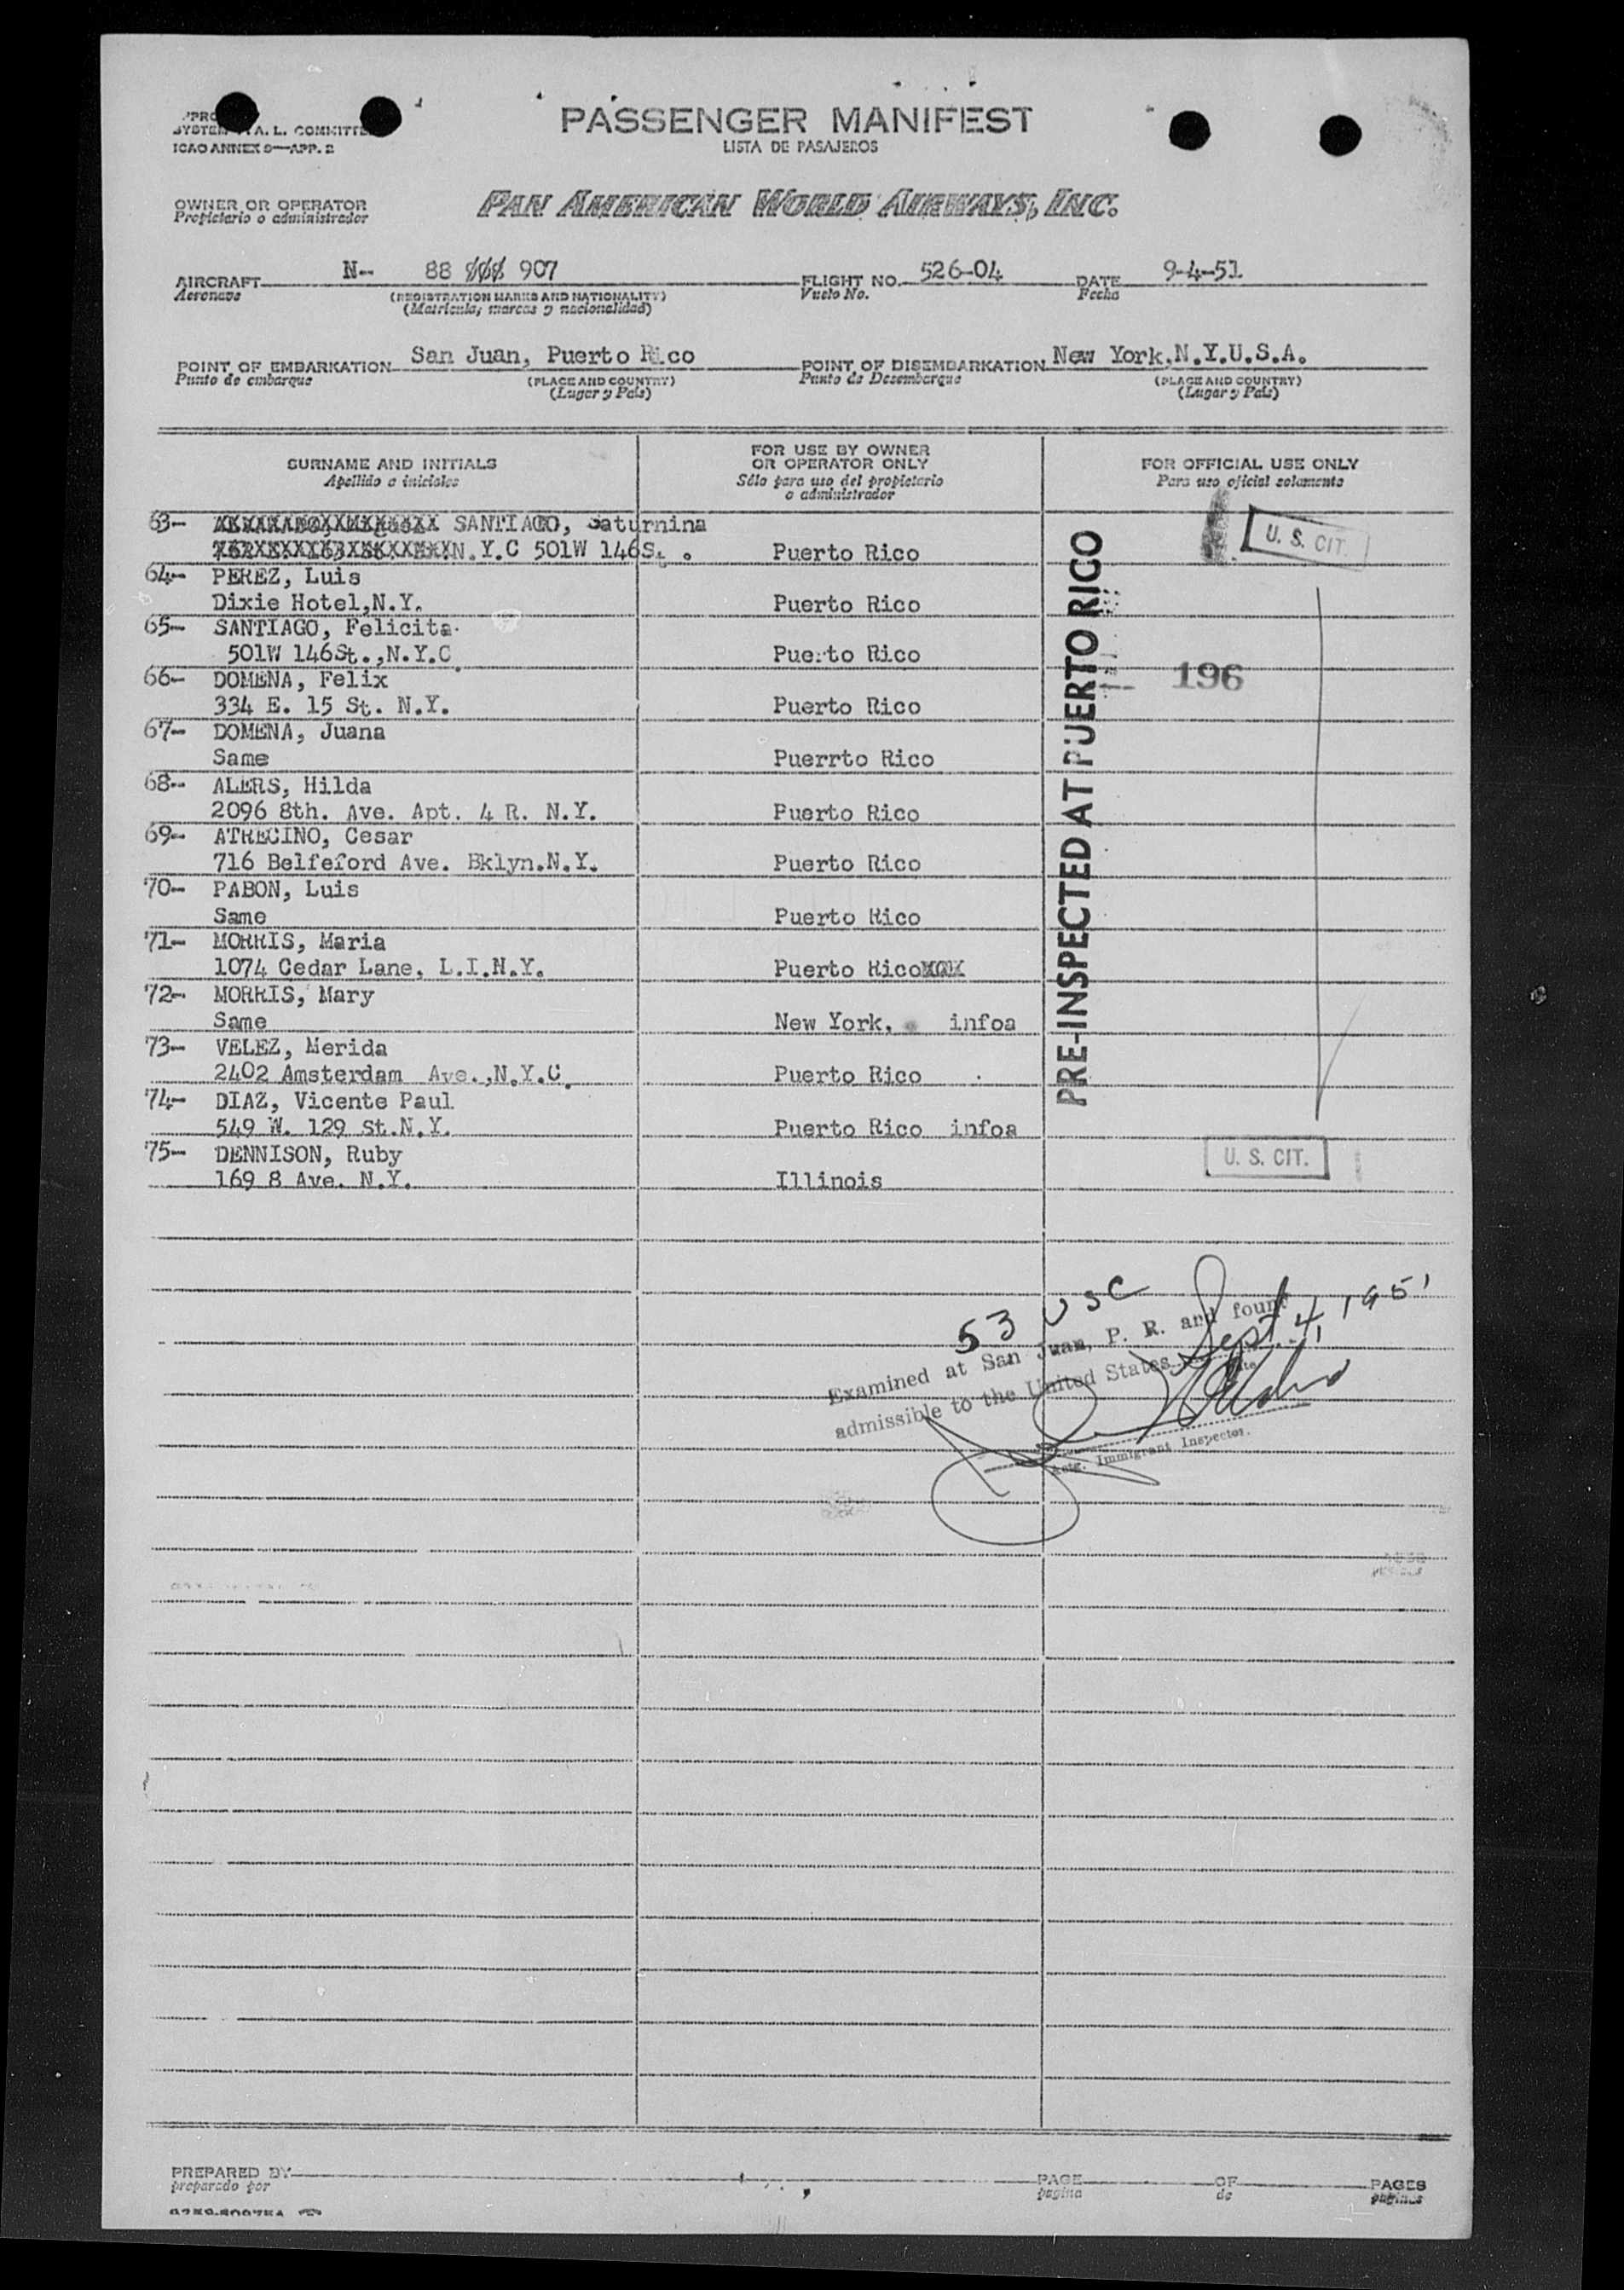 PASSENGER MANIFEST
LISTA DE PASAJEROS
A. L. COMMITTE
ICAO ANNEX 9—APP. 2
OWNER OR OPERATOR
Propietario o administrador
PAN AMERICAN WORLD AIRWAYS, INC.
AIRCRAFT N-- 88 907 FLIGHT NO. 526-04 DATE 9-4-51
Aeronave (REGISTRATION MARKS AND NATIONALITY) Vuelo No. Fecha
(Matrícula, marcas y nacionalidad)
POINT OF EMBARKATION San Juan, Puerto Rico POINT OF DISEMBARKATION New York,N.Y.U.S.A.
Punto de embarque (PLACE AND COUNTRY) Punto de Desembarque (PLACE AND COUNTRY)
(Lugar y País) (Lugar y País)
SURNAME AND INITIALS
Apellido a iniciales
FOR USE BY OWNER
OR OPERATOR ONLY
Sólo para uso del propietario
o administrador
FOR OFFICIAL USE ONLY
Para uso oficial solamente
63- SANTIAGO, Saturnina
N.Y.C 501W 146S. . Puerto Rico
U. S. CIT.
64- PEREZ, Luis
Dixie Hotel,N.Y. Puerto Rico
65- SANTIAGO, Felicita
501W 146St.,N.Y.C. Puerto Rico
196
66- DOMENA, Felix
334 E. 15 St. N.Y. Puerto Rico
67- DOMENA, Juana
Same Puerrto Rico
68- ALERS, Hilda
2096 8th. Ave. Apt. 4 R. N.Y. Puerto Rico
69- ATRECINO, Cesar
716 Belfeford Ave. Bklyn.N.Y. Puerto Rico
70- PABON, Luis
Same Puerto Rico
71- MORRIS, Maria
1074 Cedar Lane, L.I.N.Y. Puerto Rico
72- MORRIS, Mary
Same New York, infoa
73- VELEZ, Merida
2402 Amsterdam Ave.,N.Y.C. Puerto Rico
74- DIAZ, Vicente Paul
549 W. 129 St.N.Y. Puerto Rico infoa
75- DENNISON, Ruby
169 8 Ave. N.Y. Illinois
U. S. CIT.
PRE-INSPECTED AT PUERTO RICO
53 USC
Examined at San Juan, P. R. and found
admissible to the United States Sept. 4, 1951
Actg. Immigrant Inspector.
PREPARED BY PAGE OF PAGES
preparado por página de páginas